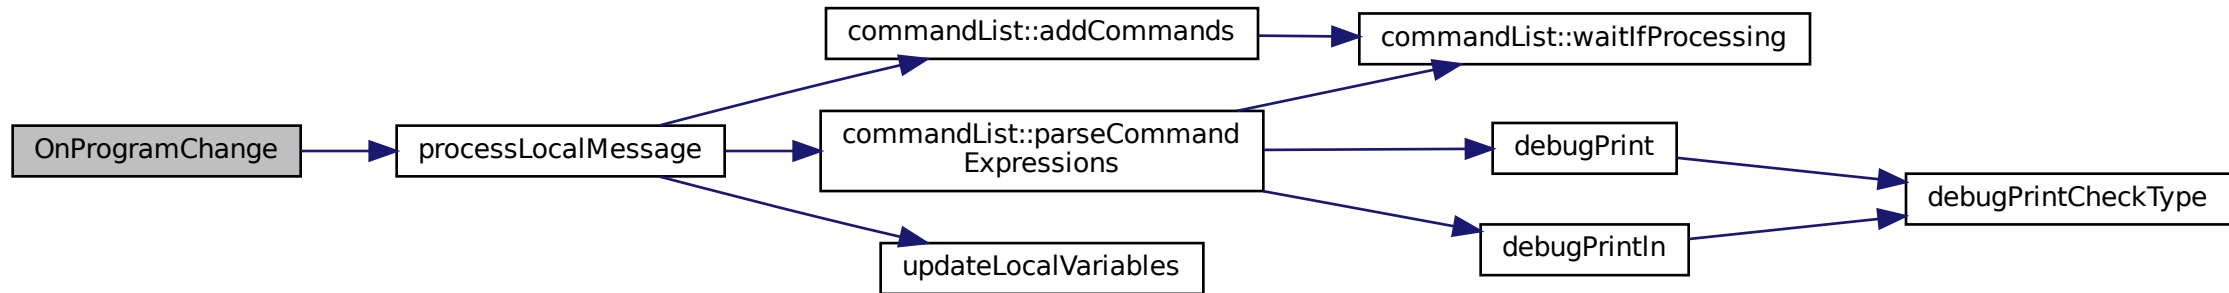 OnProgramChange
processLocalMessage
commandList::addCommands
commandList::parseCommand
Expressions
updateLocalVariables
commandList::waitIfProcessing
debugPrint
debugPrintln
debugPrintCheckType